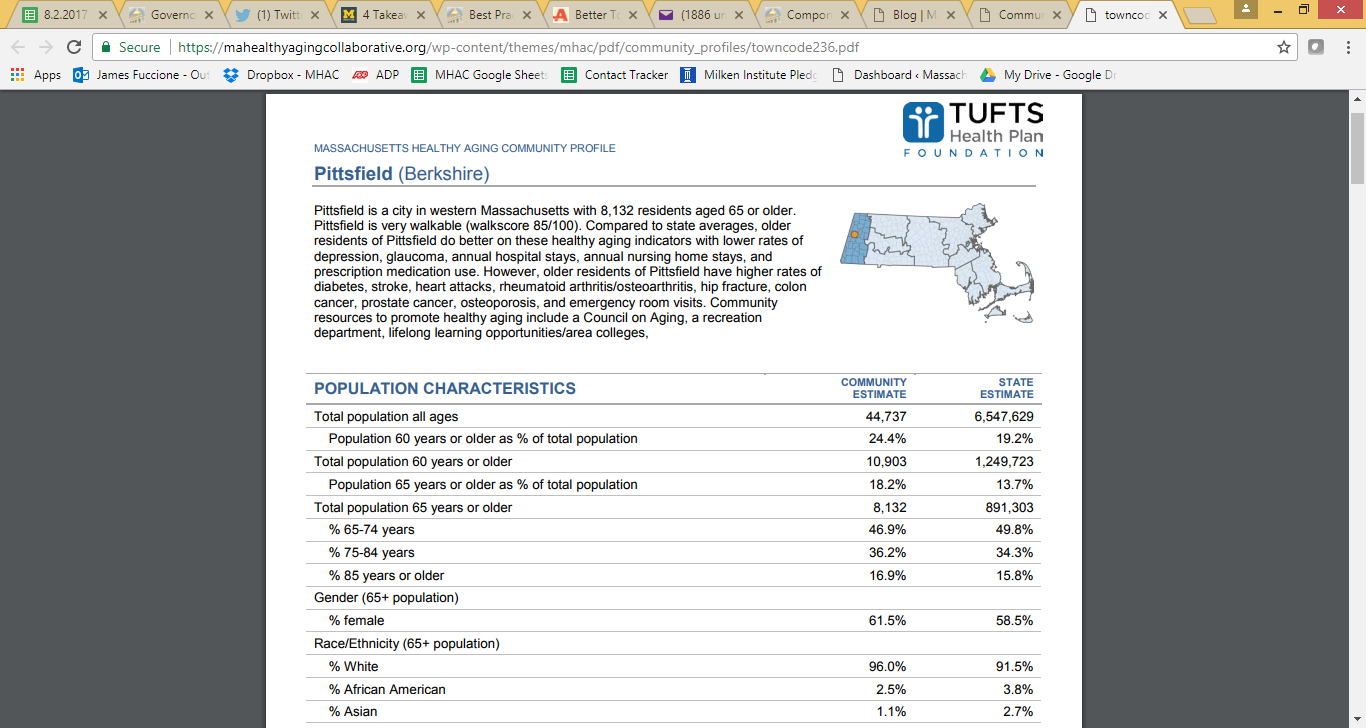 8.2.2017
Governo
(1) Twitt
4 Takea
Best Pra
Better T
(1886 un
Compon
Blog | M
Commu
towncod
Secure
https://mahealthyagingcollaborative.org/wp-content/themes/mhac/pdf/community_profiles/towncode236.pdf
Apps
James Fuccione - Out
Dropbox - MHAC
ADP
MHAC Google Sheets
Contact Tracker
Milken Institute Pledg
Dashboard ‹ Massach
My Drive - Google Dr
TUFTS
Health Plan
FOUNDATION
MASSACHUSETTS HEALTHY AGING COMMUNITY PROFILE
Pittsfield (Berkshire)
Pittsfield is a city in western Massachusetts with 8,132 residents aged 65 or older.
Pittsfield is very walkable (walkscore 85/100). Compared to state averages, older
residents of Pittsfield do better on these healthy aging indicators with lower rates of
depression, glaucoma, annual hospital stays, annual nursing home stays, and
prescription medication use. However, older residents of Pittsfield have higher rates of
diabetes, stroke, heart attacks, rheumatoid arthritis/osteoarthritis, hip fracture, colon
cancer, prostate cancer, osteoporosis, and emergency room visits. Community
resources to promote healthy aging include a Council on Aging, a recreation
department, lifelong learning opportunities/area colleges,
POPULATION CHARACTERISTICS
COMMUNITY ESTIMATE
STATE ESTIMATE
Total population all ages 44,737 6,547,629
Population 60 years or older as % of total population 24.4% 19.2%
Total population 60 years or older 10,903 1,249,723
Population 65 years or older as % of total population 18.2% 13.7%
Total population 65 years or older 8,132 891,303
% 65-74 years 46.9% 49.8%
% 75-84 years 36.2% 34.3%
% 85 years or older 16.9% 15.8%
Gender (65+ population)
% female 61.5% 58.5%
Race/Ethnicity (65+ population)
% White 96.0% 91.5%
% African American 2.5% 3.8%
% Asian 1.1% 2.7%